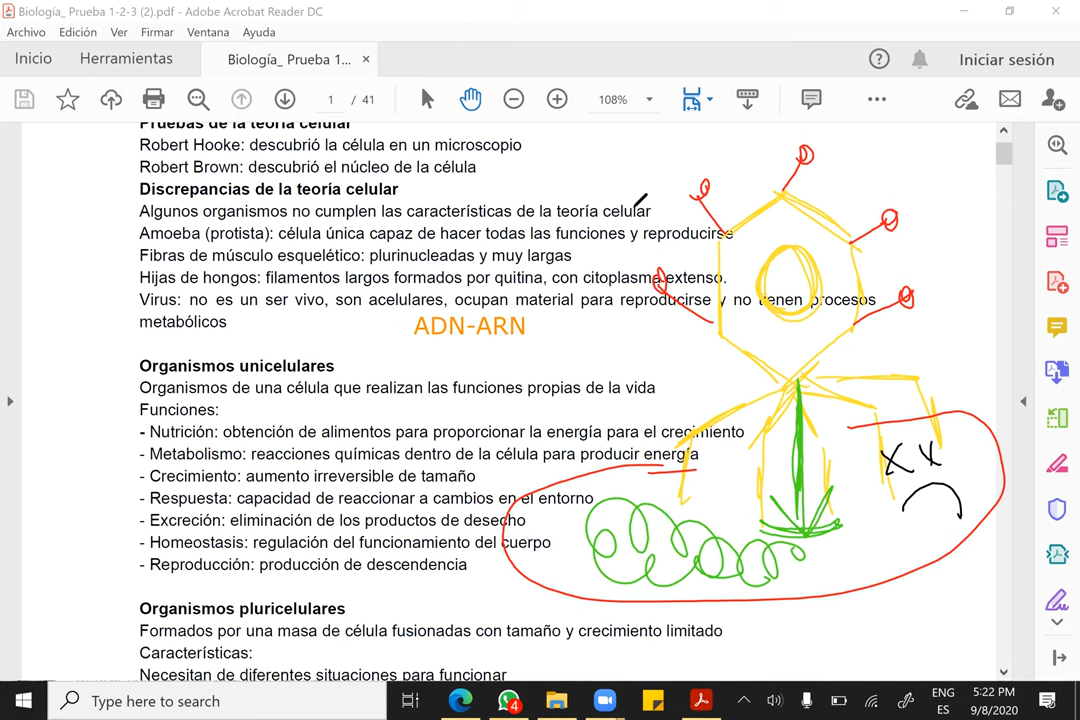 Biología_ Prueba 1-2-3 (2).pdf - Adobe Acrobat Reader DC
Archivo Edición Ver Firmar Ventana Ayuda
Inicio Herramientas Biología_ Prueba 1... × Iniciar sesión
1 / 41 108%
Pruebas de la teoría celular
Robert Hooke: descubrió la célula en un microscopio
Robert Brown: descubrió el núcleo de la célula
Discrepancias de la teoría celular
Algunos organismos no cumplen las características de la teoría celular
Amoeba (protista): célula única capaz de hacer todas las funciones y reproducirse
Fibras de músculo esquelético: plurinucleadas y muy largas
Hijas de hongos: filamentos largos formados por quitina, con citoplasma extenso.
Virus: no es un ser vivo, son acelulares, ocupan material para reproducirse y no tienen procesos
metabólicos
ADN-ARN
Organismos unicelulares
Organismos de una célula que realizan las funciones propias de la vida
Funciones:
- Nutrición: obtención de alimentos para proporcionar la energía para el crecimiento
- Metabolismo: reacciones químicas dentro de la célula para producir energía
- Crecimiento: aumento irreversible de tamaño
- Respuesta: capacidad de reaccionar a cambios en el entorno
- Excreción: eliminación de los productos de desecho
- Homeostasis: regulación del funcionamiento del cuerpo
- Reproducción: producción de descendencia
X X
Organismos pluricelulares
Formados por una masa de célula fusionadas con tamaño y crecimiento limitado
Características:
Necesitan de diferentes situaciones para funcionar
Type here to search
4
ENG
ES
5:22 PM
9/8/2020